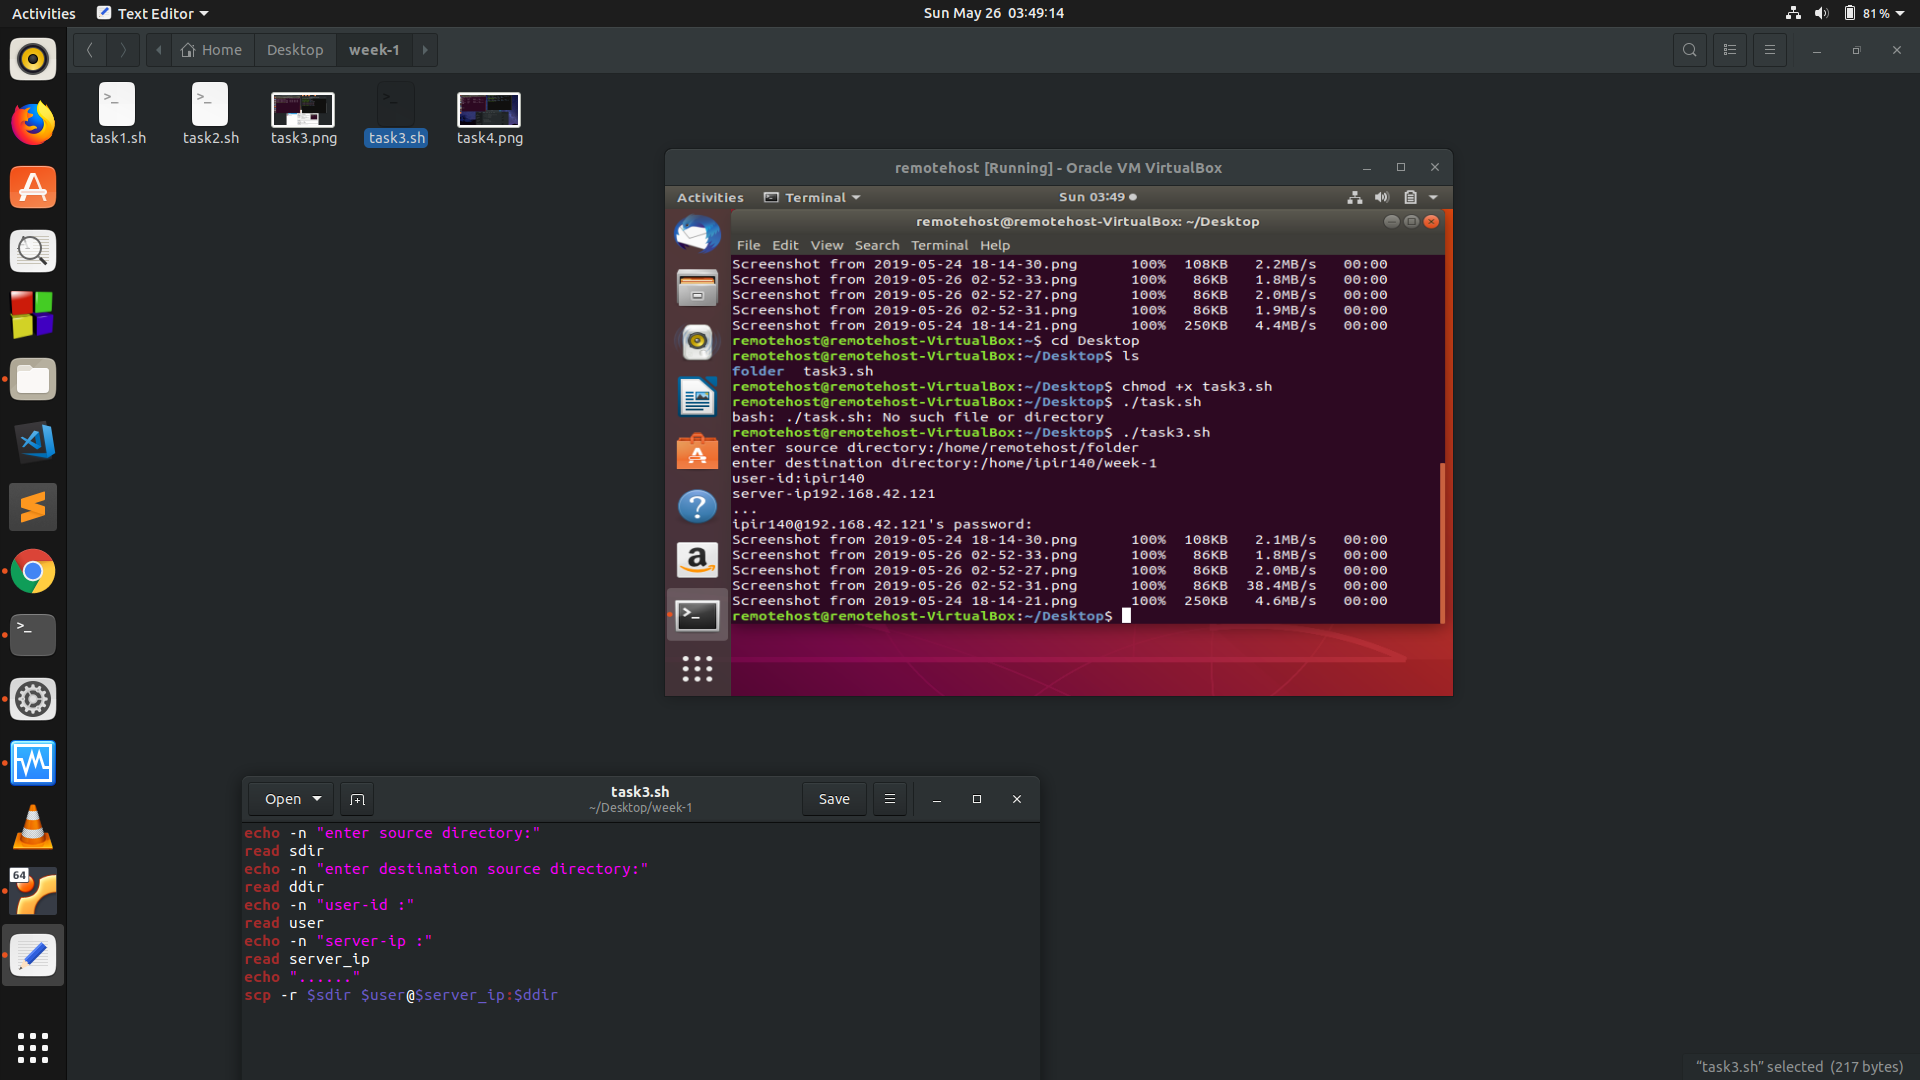 Activities Text Editor Sun May 26 03:49:14 81%
Home Desktop week-1
>_ >_ >_
task1.sh task2.sh task3.png task3.sh task4.png
remotehost [Running] - Oracle VM VirtualBox
Activities Terminal Sun 03:49
remotehost@remotehost-VirtualBox: ~/Desktop
File Edit View Search Terminal Help
Screenshot from 2019-05-24 18-14-30.png 100% 108KB 2.2MB/s 00:00
Screenshot from 2019-05-26 02-52-33.png 100% 86KB 1.8MB/s 00:00
Screenshot from 2019-05-26 02-52-27.png 100% 86KB 2.0MB/s 00:00
Screenshot from 2019-05-26 02-52-31.png 100% 86KB 1.9MB/s 00:00
Screenshot from 2019-05-24 18-14-21.png 100% 250KB 4.4MB/s 00:00
remotehost@remotehost-VirtualBox:~$ cd Desktop
remotehost@remotehost-VirtualBox:~/Desktop$ ls
folder task3.sh
remotehost@remotehost-VirtualBox:~/Desktop$ chmod +x task3.sh
remotehost@remotehost-VirtualBox:~/Desktop$ ./task.sh
bash: ./task.sh: No such file or directory
remotehost@remotehost-VirtualBox:~/Desktop$ ./task3.sh
enter source directory:/home/remotehost/folder
enter destination directory:/home/ipir140/week-1
user-id:ipir140
server-ip192.168.42.121
...
ipir140@192.168.42.121's password:
Screenshot from 2019-05-24 18-14-30.png 100% 108KB 2.1MB/s 00:00
Screenshot from 2019-05-26 02-52-33.png 100% 86KB 1.8MB/s 00:00
Screenshot from 2019-05-26 02-52-27.png 100% 86KB 2.0MB/s 00:00
Screenshot from 2019-05-26 02-52-31.png 100% 86KB 38.4MB/s 00:00
Screenshot from 2019-05-24 18-14-21.png 100% 250KB 4.6MB/s 00:00
remotehost@remotehost-VirtualBox:~/Desktop$
a
>_
>_
64
Open task3.sh Save
~/Desktop/week-1
echo -n "enter source directory:"
read sdir
echo -n "enter destination source directory:"
read ddir
echo -n "user-id :"
read user
echo -n "server-ip :"
read server_ip
echo "......"
scp -r $sdir $user@$server_ip:$ddir
"task3.sh" selected (217 bytes)